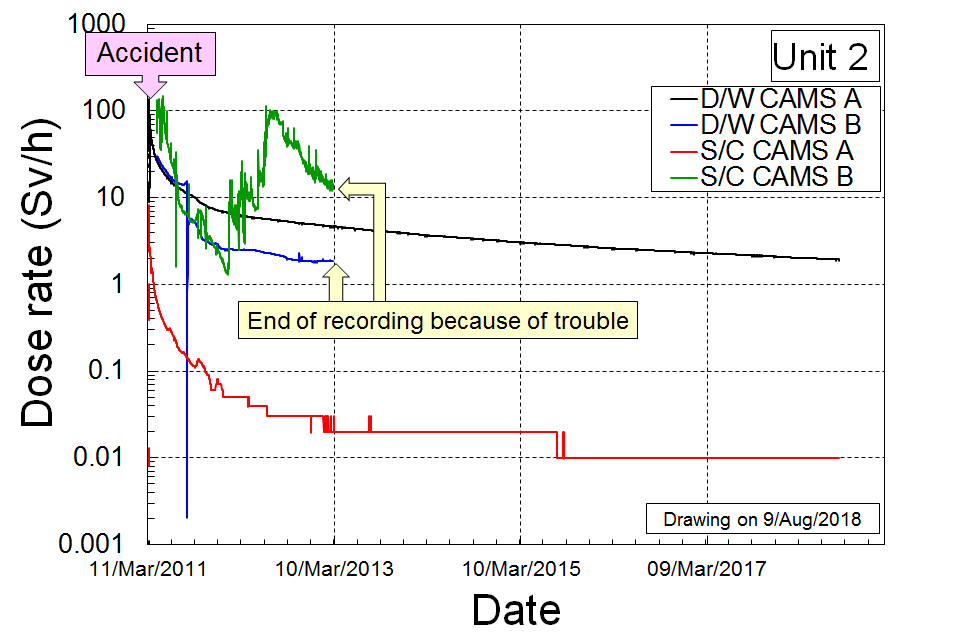 1000
Accident
Unit 2
100
D/W CAMS A
D/W CAMS B
S/C CAMS A
S/C CAMS B
10
1
End of recording because of trouble
0.1
0.01
0.001
Dose rate (Sv/h)
Drawing on 9/Aug/2018
11/Mar/2011 10/Mar/2013 10/Mar/2015 09/Mar/2017
Date